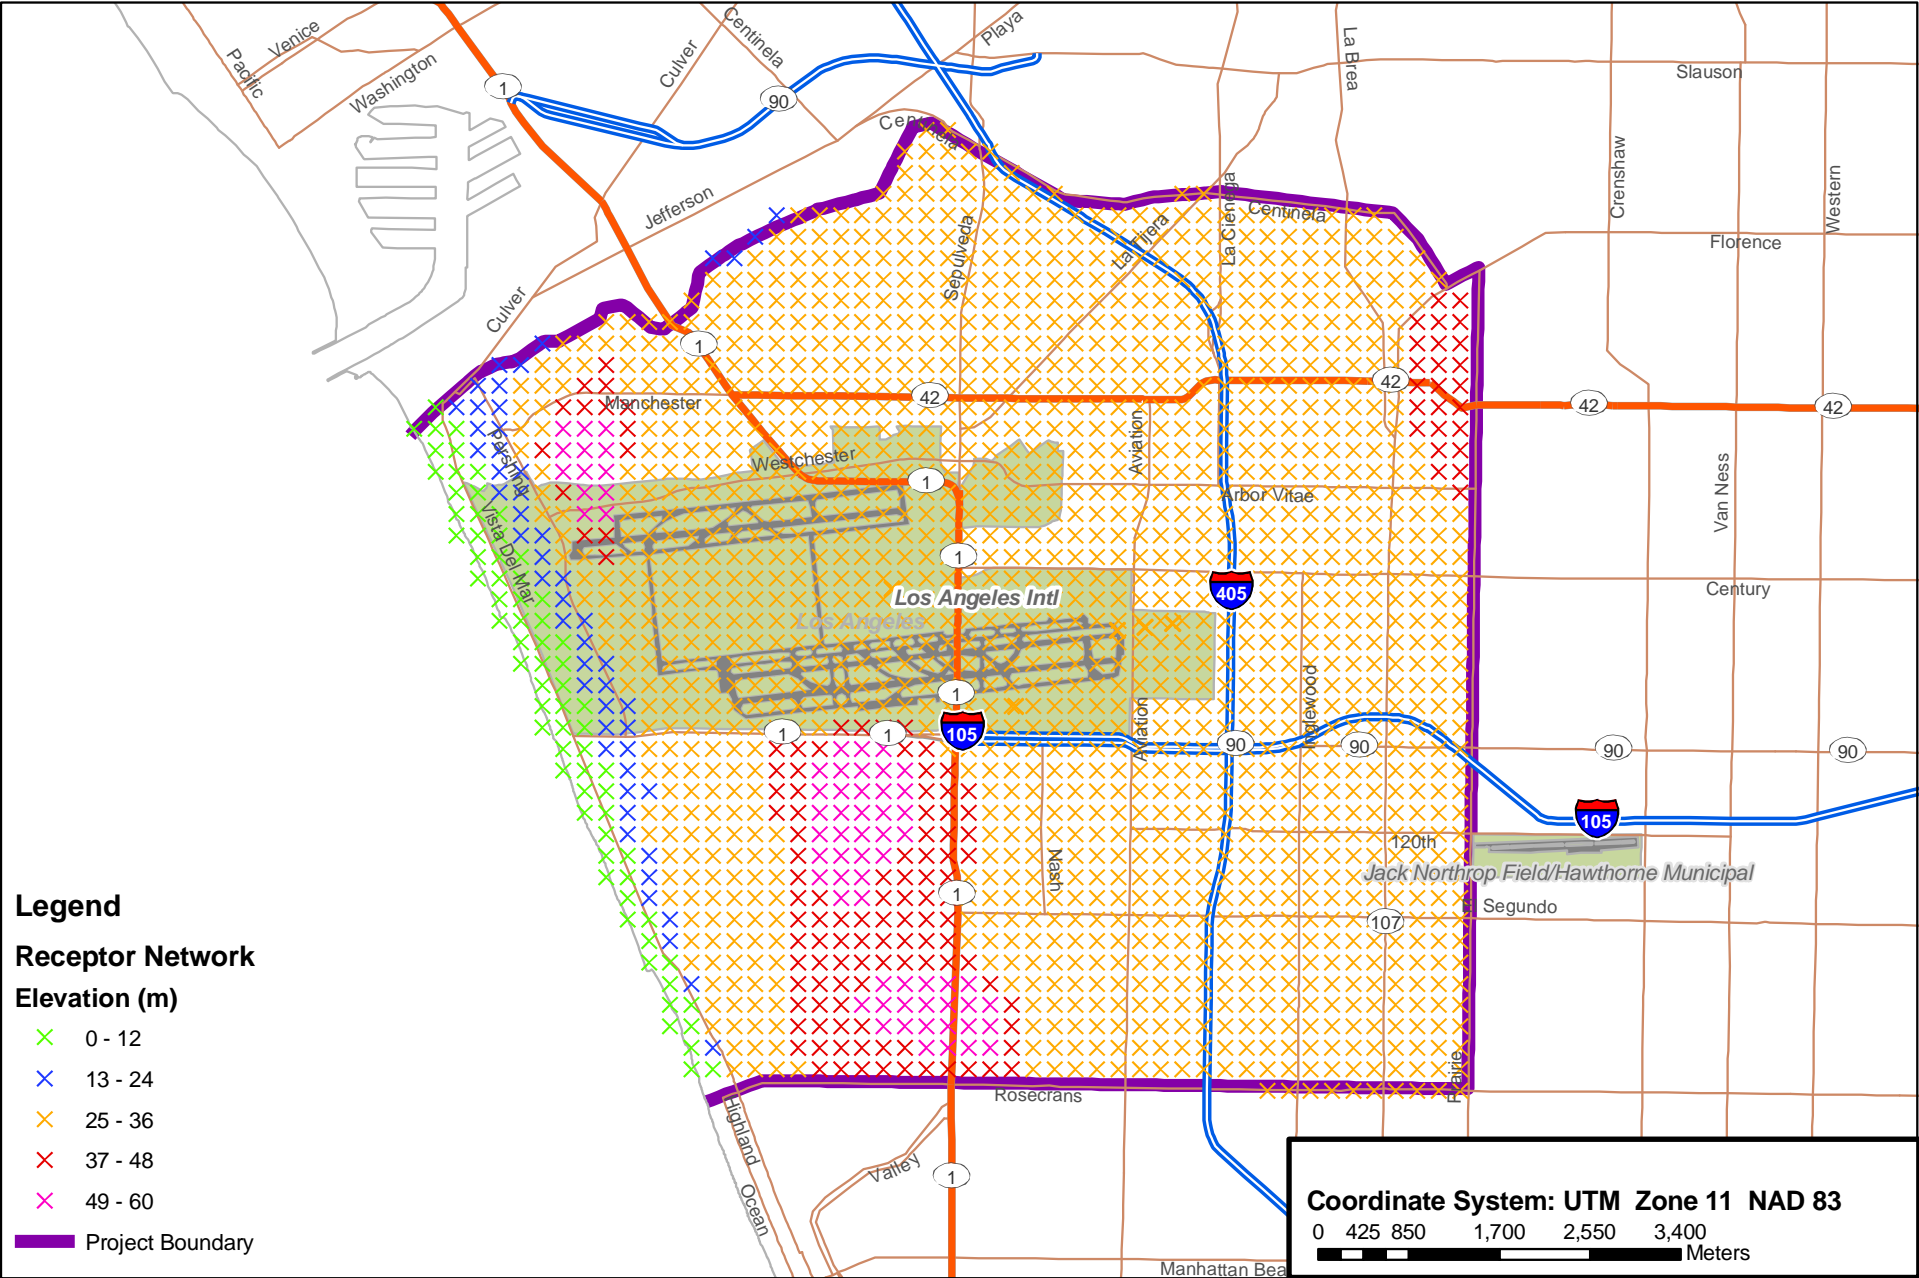 Venice
Pacific
Washington
Culver
Centinela
Playa
La Brea
Slauson
1
90
Centinela
Jefferson
Crenshaw
Western
La Cienega
Centinela
La Tijera
Sepulveda
Florence
Culver
1
42
42
42
42
Manchester
Aviation
Pershing
Westchester
1
Arbor Vitae
Van Ness
Vista Del Mar
1
Los Angeles Intl
Los Angeles
405
Century
Inglewood
1
Aviation
1
1
105
90
90
90
90
105
120th
Jack Northrop Field/Hawthorne Municipal
Nash
1
Segundo
107
Prairie
Rosecrans
Highland
Valley
1
Ocean
Manhattan Bea
Legend
Receptor Network
Elevation (m)
0 - 12
13 - 24
25 - 36
37 - 48
49 - 60
Project Boundary
Coordinate System: UTM Zone 11 NAD 83
0 425 850 1,700 2,550 3,400
Meters